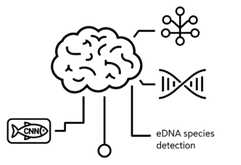 CNN
eDNA species
detection